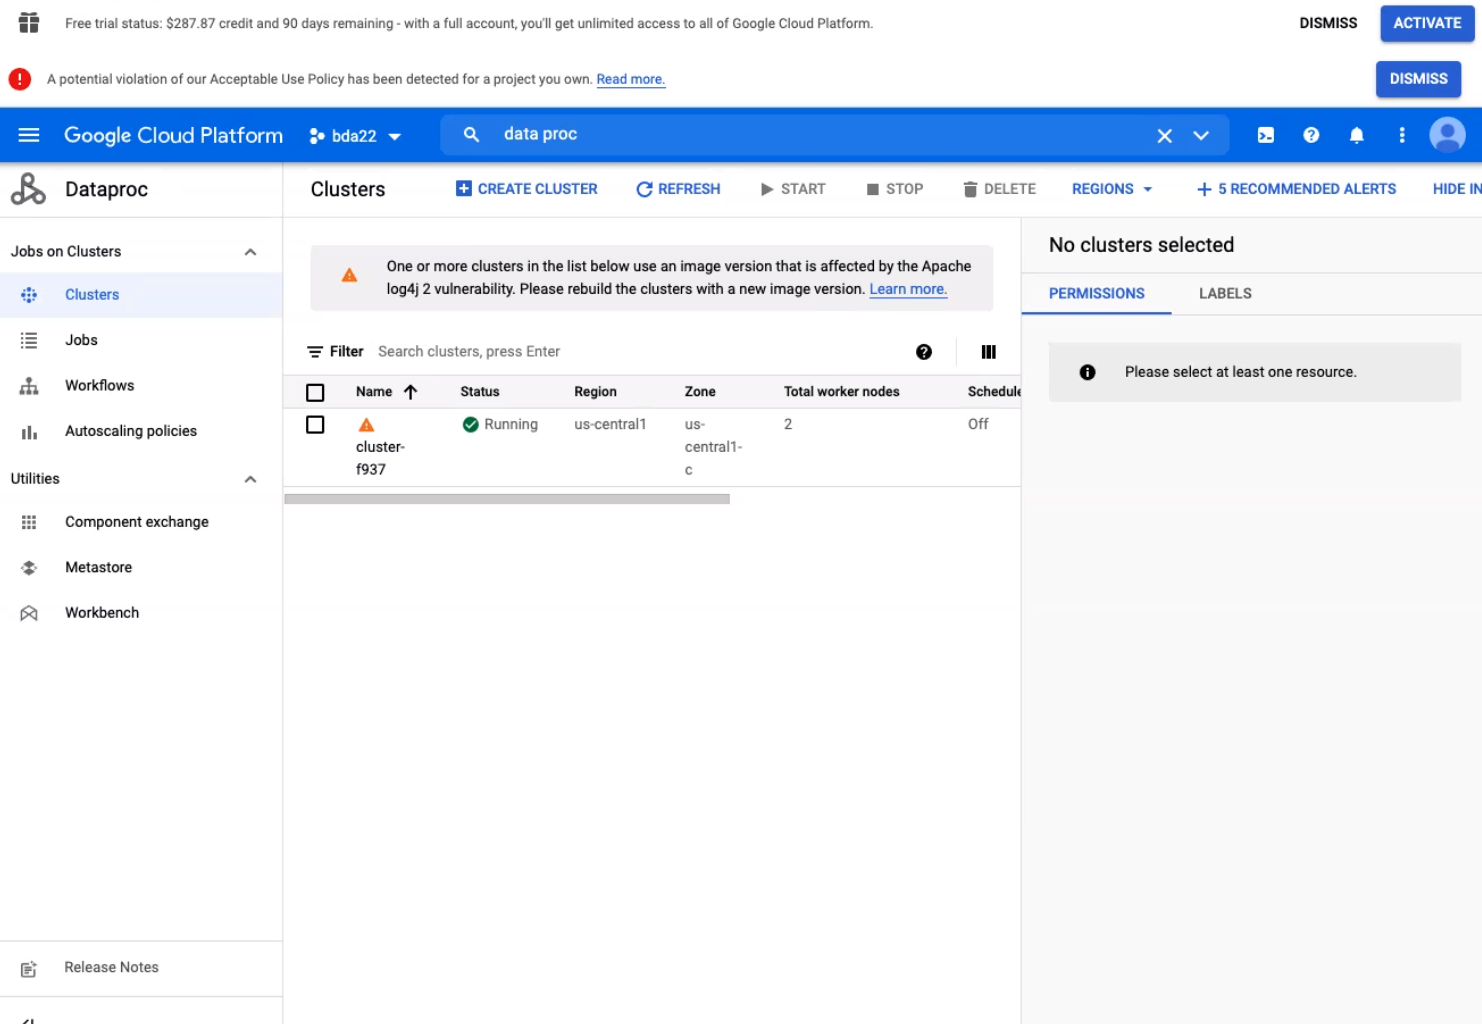 Free trial status: $287.87 credit and 90 days remaining - with a full account, you'll get unlimited access to all of Google Cloud Platform.
DISMISS
ACTIVATE
A potential violation of our Acceptable Use Policy has been detected for a project you own. Read more.
DISMISS
Google Cloud Platform
bda22
data proc
Dataproc
Clusters
CREATE CLUSTER
REFRESH
START
STOP
DELETE
REGIONS
5 RECOMMENDED ALERTS
HIDE IN
Jobs on Clusters
Clusters
Jobs
Workflows
Autoscaling policies
Utilities
Component exchange
Metastore
Workbench
Release Notes
One or more clusters in the list below use an image version that is affected by the Apache
log4j 2 vulnerability. Please rebuild the clusters with a new image version. Learn more.
Filter Search clusters, press Enter
Name Status Region Zone Total worker nodes Schedule
cluster-
f937
Running
us-central1
us-
central1-
c
2
Off
No clusters selected
PERMISSIONS
LABELS
Please select at least one resource.